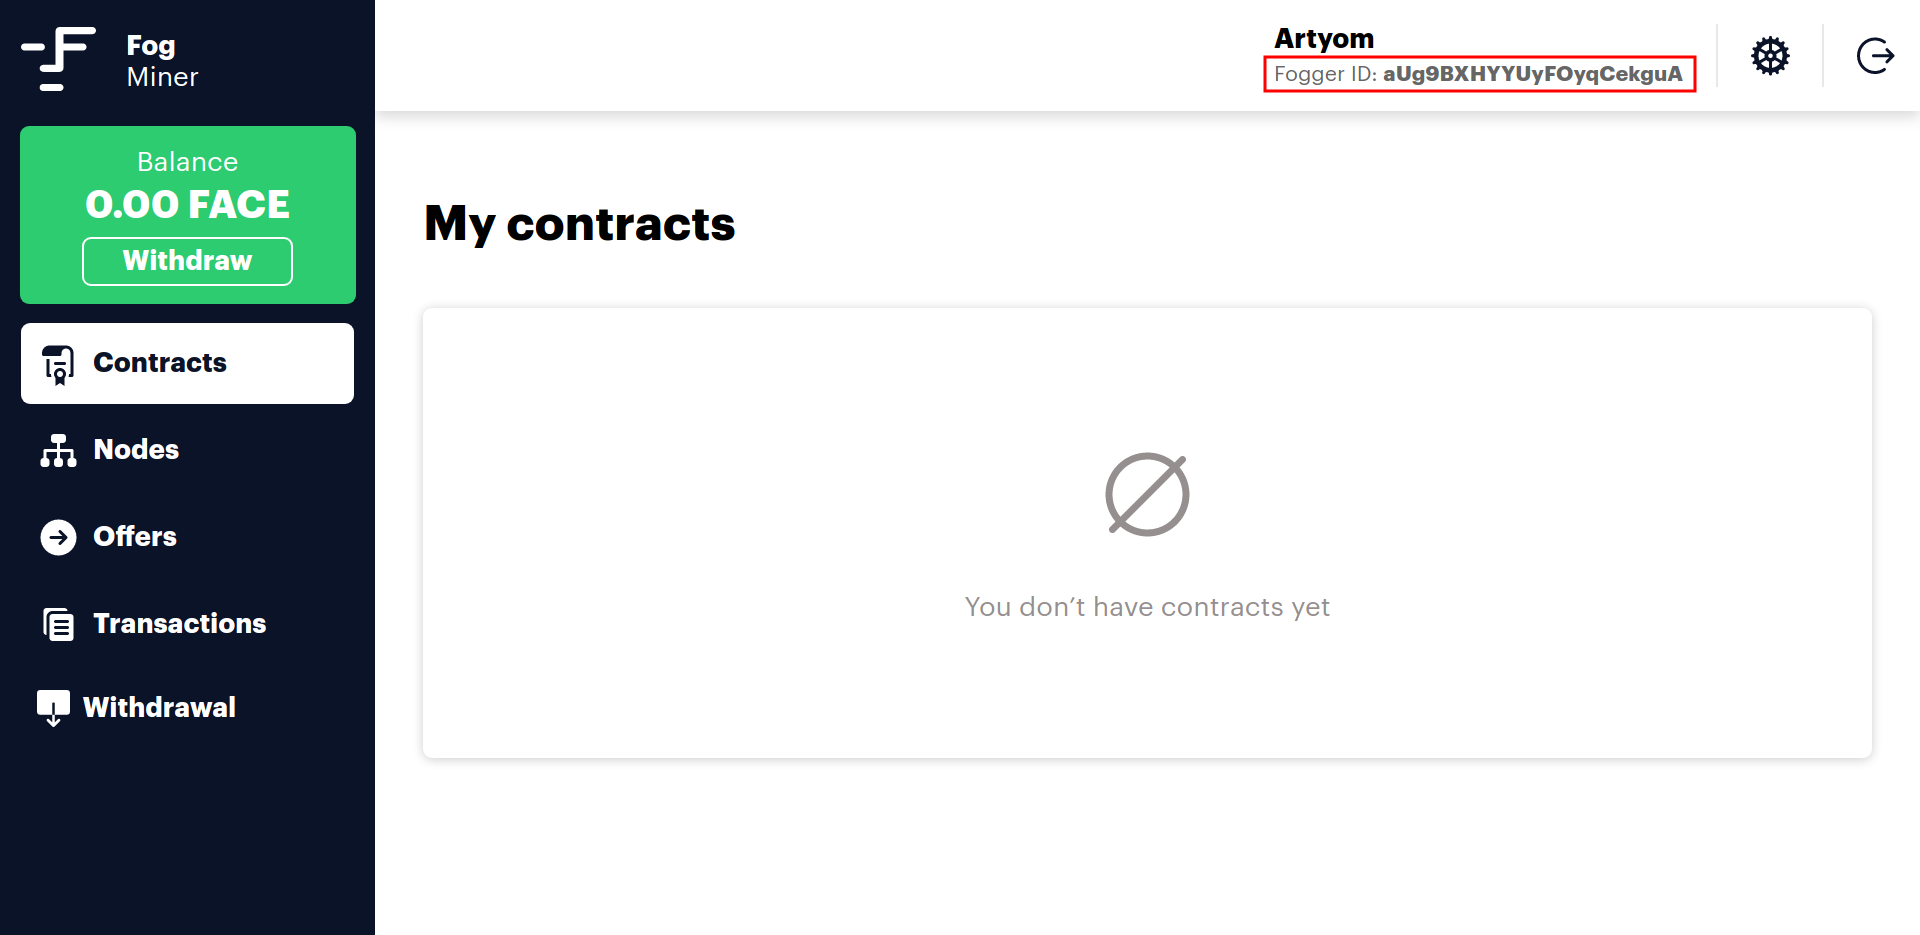 Fog
Miner
Balance
0.00 FACE
Withdraw
Contracts
Nodes
Offers
Transactions
Withdrawal
Artyom
Fogger ID: aUg9BXHYYUyFOyqCekguA
My contracts
You don’t have contracts yet